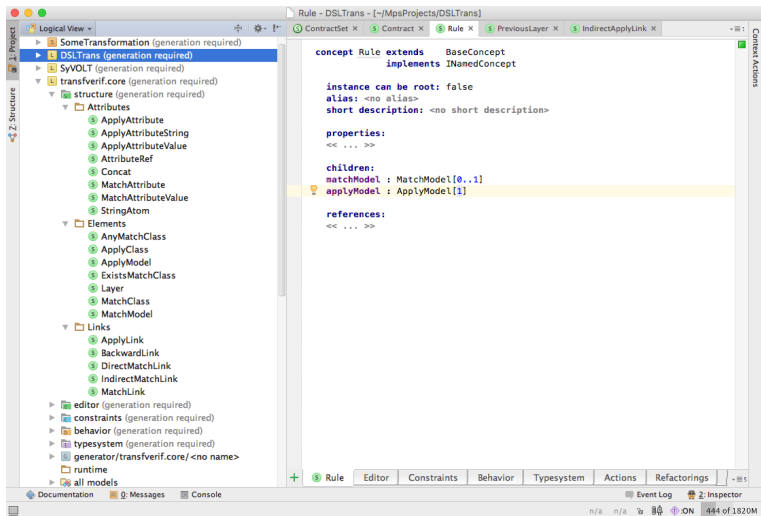 Rule - DSLTrans - [~/MpsProjects/DSLTrans]
Logical View
ContractSet
Contract
Rule
PreviousLayer
IndirectApplyLink
1: Project
Z: Structure
Context Actions
SomeTransformation (generation required)
DSLTrans (generation required)
SyVOLT (generation required)
transfverif.core (generation required)
structure (generation required)
Attributes
ApplyAttribute
ApplyAttributeString
ApplyAttributeValue
AttributeRef
Concat
MatchAttribute
MatchAttributeValue
StringAtom
Elements
AnyMatchClass
ApplyClass
ApplyModel
ExistsMatchClass
Layer
MatchClass
MatchModel
Links
ApplyLink
BackwardLink
DirectMatchLink
IndirectMatchLink
MatchLink
editor (generation required)
constraints (generation required)
behavior (generation required)
typesystem (generation required)
generator/transfverif.core/<no name>
runtime
all models
concept Rule extends BaseConcept
implements INamedConcept
instance can be root: false
alias: <no alias>
short description: <no short description>
properties:
<< ... >>
children:
matchModel : MatchModel[0..1]
applyModel : ApplyModel[1]
references:
<< ... >>
+ Rule Editor Constraints Behavior Typesystem Actions Refactorings
Documentation 0: Messages Console Event Log 2: Inspector
n/a n/a :ON 444 of 1820M